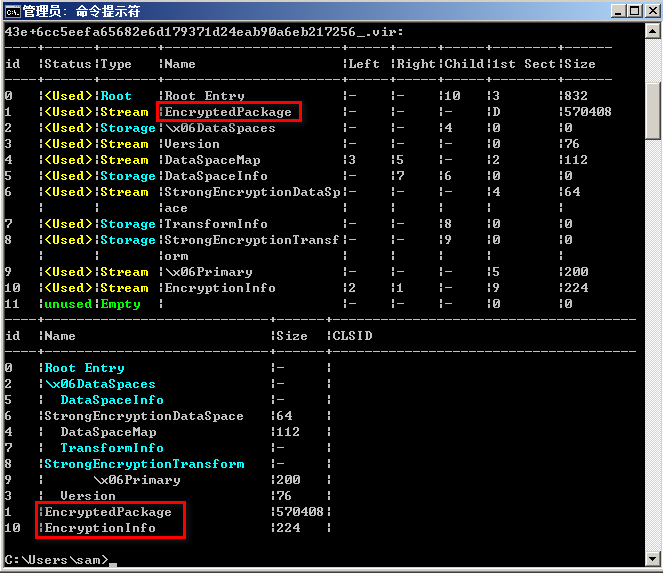 管理员: 命令提示符
43e+6cc5eefa65682e6d179371d24eab90a6eb217256_.vir:
id |Status|Type |Name |Left |Right|Child|1st Sect|Size
0 |<Used>|Root |Root Entry |- |- |10 |3 |832
1 |<Used>|Stream |EncryptedPackage |- |- |- |D |570408
2 |<Used>|Storage|\x06DataSpaces |- |- |4 |0 |0
3 |<Used>|Stream |Version |- |- |- |0 |76
4 |<Used>|Stream |DataSpaceMap |3 |5 |- |2 |112
5 |<Used>|Storage|DataSpaceInfo |- |7 |6 |0 |0
6 |<Used>|Stream |StrongEncryptionDataSp|- |- |- |4 |64
| | |ace | | | | |
7 |<Used>|Storage|TransformInfo |- |- |8 |0 |0
8 |<Used>|Storage|StrongEncryptionTransf|- |- |9 |0 |0
| | |orm | | | | |
9 |<Used>|Stream |\x06Primary |- |- |- |5 |200
10 |<Used>|Stream |EncryptionInfo |2 |1 |- |9 |224
11 |unused|Empty | |- |- |- |0 |0
id |Name |Size |CLSID
0 |Root Entry |- |
2 |\x06DataSpaces |- |
5 | DataSpaceInfo |- |
6 |StrongEncryptionDataSpace |64 |
4 | DataSpaceMap |112 |
7 | TransformInfo |- |
8 |StrongEncryptionTransform |- |
9 | \x06Primary |200 |
3 | Version |76 |
1 |EncryptedPackage |570408|
10 |EncryptionInfo |224 |
C:\Users\sam>_